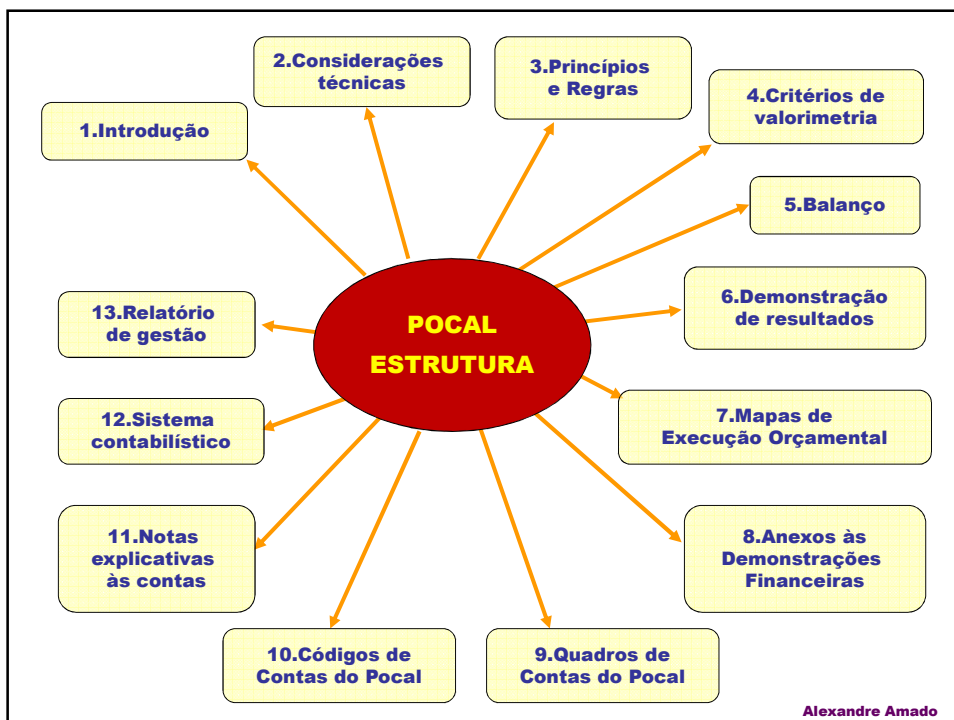 POCAL
ESTRUTURA
1.Introdução
2.Considerações
técnicas
3.Princípios
e Regras
4.Critérios de
valorimetria
5.Balanço
6.Demonstração
de resultados
7.Mapas de
Execução Orçamental
8.Anexos às
Demonstrações
Financeiras
9.Quadros de
Contas do Pocal
10.Códigos de
Contas do Pocal
11.Notas
explicativas
às contas
12.Sistema
contabilístico
13.Relatório
de gestão
Alexandre Amado